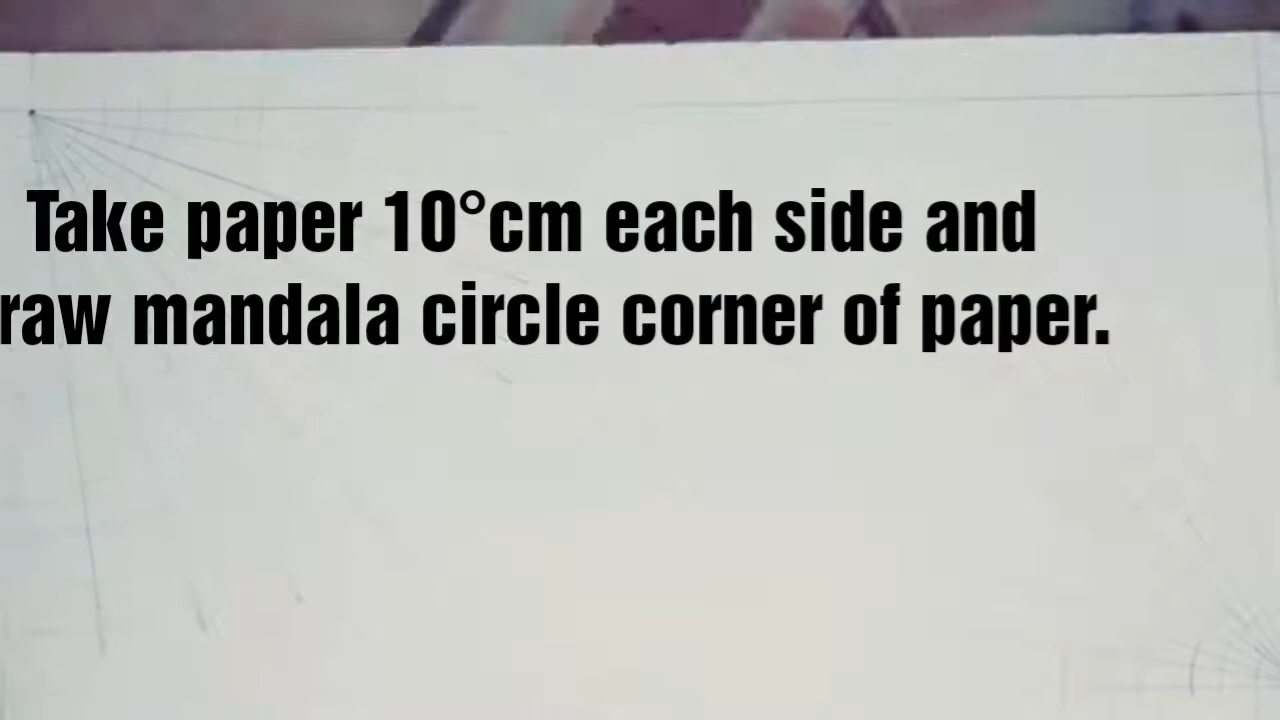 Take paper 10°cm each side and
raw mandala circle corner of paper.